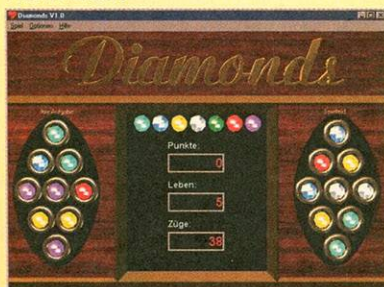 Diamonds V1.0
Spiel Optionen Hilfe
Diamonds
Punkte:
0
Leben:
5
Züge:
38